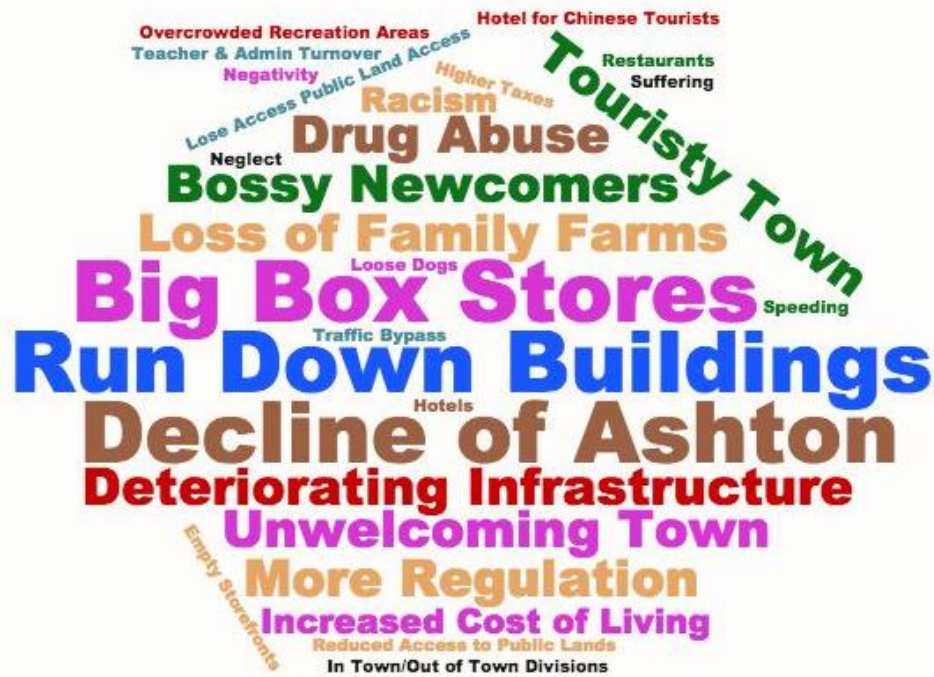 Hotel for Chinese Tourists
Overcrowded Recreation Areas
Teacher & Admin Turnover
Negativity
Lose Access Public Land Access
Higher Taxes
Touristy Town
Restaurants
Suffering
Racism
Drug Abuse
Neglect
Bossy Newcomers
Loss of Family Farms
Loose Dogs
Big Box Stores
Speeding
Traffic Bypass
Run Down Buildings
Hotels
Decline of Ashton
Deteriorating Infrastructure
Unwelcoming Town
Empty Storefronts
More Regulation
Increased Cost of Living
Reduced Access to Public Lands
In Town/Out of Town Divisions